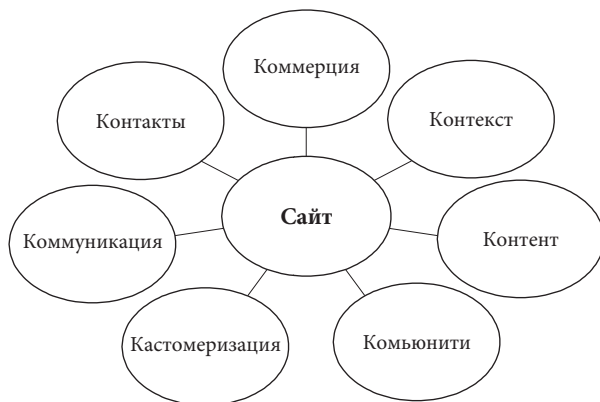 Коммерция
Контакты
Контекст
Сайт
Коммуникация
Контент
Кастомеризация
Комьюнити